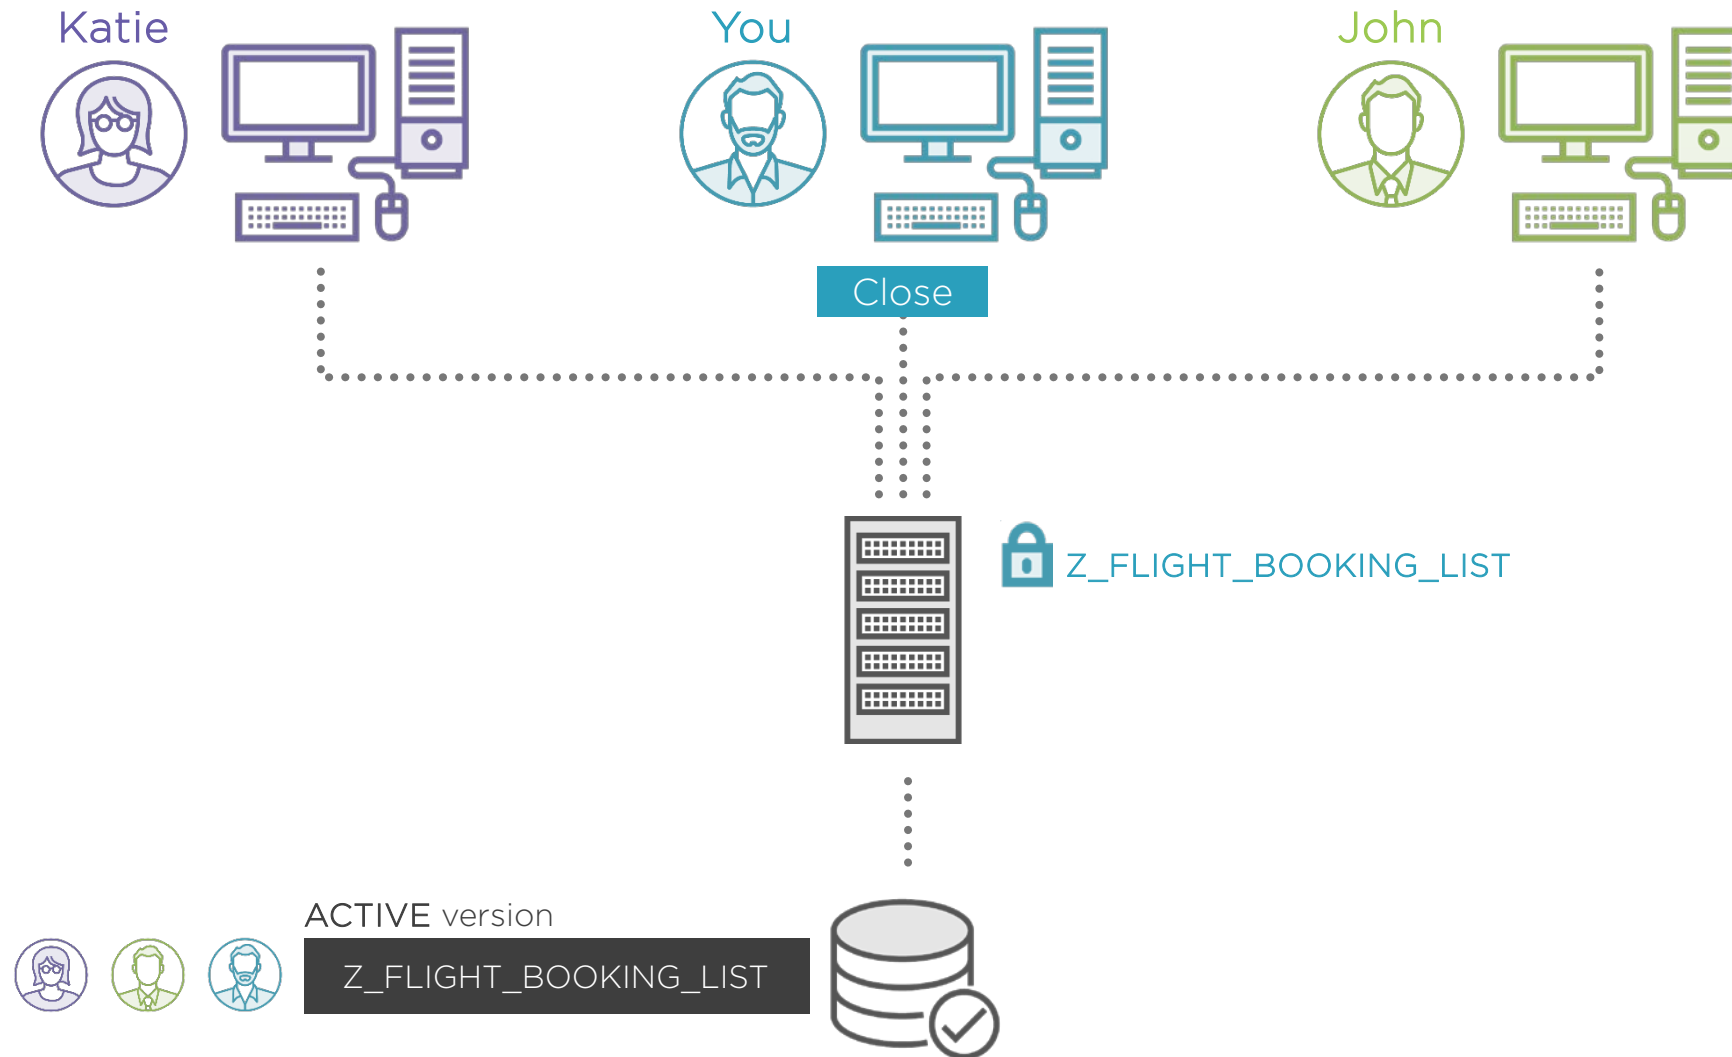 Katie
You
John
Close
Z_FLIGHT_BOOKING_LIST
ACTIVE version
Z_FLIGHT_BOOKING_LIST